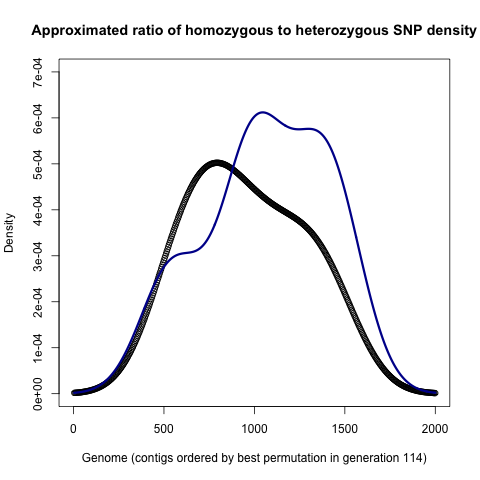 Approximated ratio of homozygous to heterozygous SNP density
7e-04
6e-04
5e-04
4e-04
3e-04
2e-04
1e-04
0e+00
Density
0 500 1000 1500 2000
Genome (contigs ordered by best permutation in generation 114)